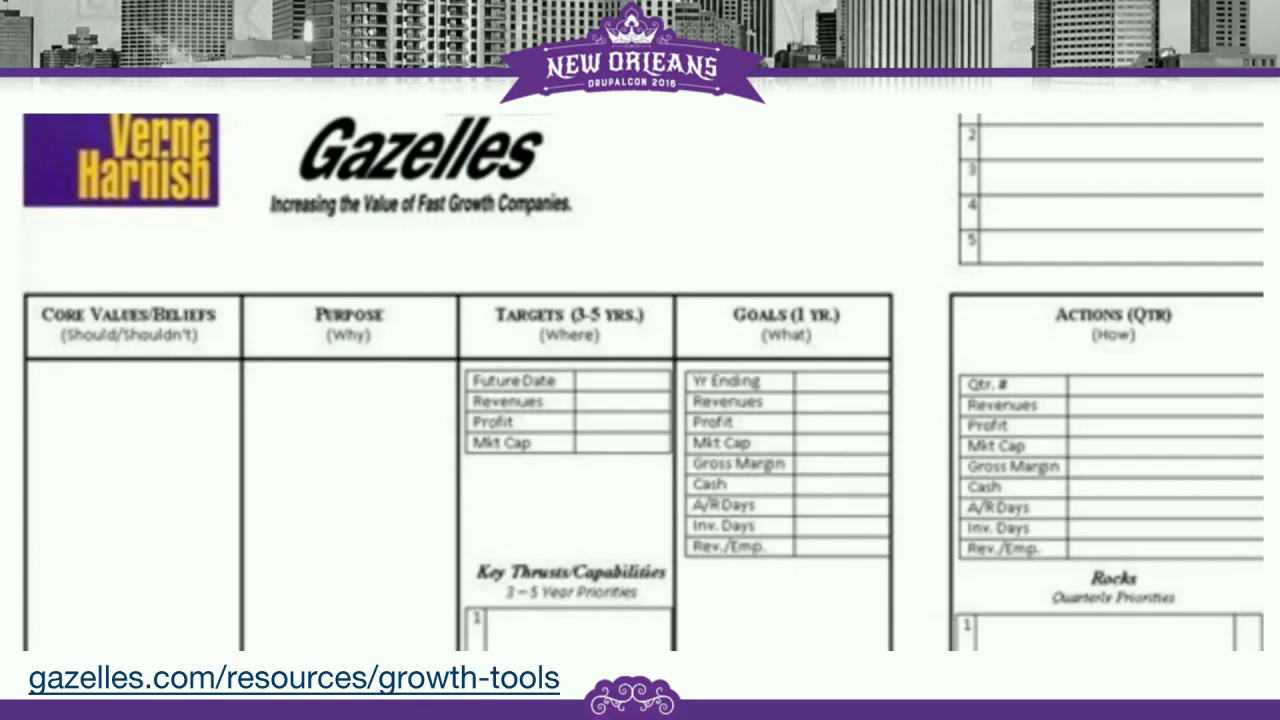 NEW ORLEANS
DRUPALCON 2016
Verne
Harnish
Gazelles
Increasing the Value of Fast Growth Companies.
2
3
4
5
CORE VALUES/BELIEFS
(Should/Shouldn't)
PURPOSE
(Why)
TARGETS (3-5 YRS.)
(Where)
Future Date
Revenues
Profit
Mkt Cap
Key Thrusts/Capabilities
3 – 5 Year Priorities
1
GOALS (1 YR.)
(What)
Yr Ending
Revenues
Profit
Mkt Cap
Gross Margin
Cash
A/R Days
Inv. Days
Rev./Emp.
ACTIONS (QTR)
(How)
Qtr. #
Revenues
Profit
Mkt Cap
Gross Margin
Cash
A/R Days
Inv. Days
Rev./Emp.
Rocks
Quarterly Priorities
1
gazelles.com/resources/growth-tools